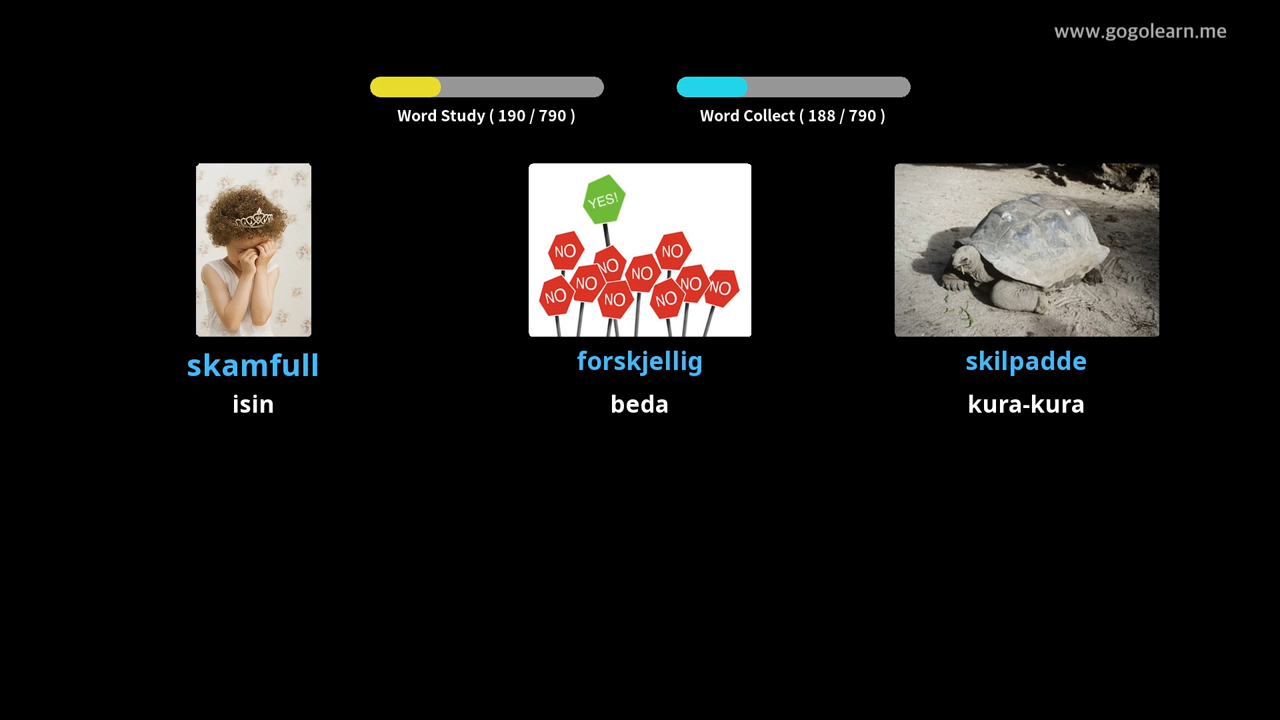 www.gogolearn.me
Word Study ( 190 / 790 )
Word Collect ( 188 / 790 )
YES!
NO
NO
NO
NO
NO
NO
NO
NO
NO
NO
skamfull
forskjellig
skilpadde
isin
beda
kura-kura